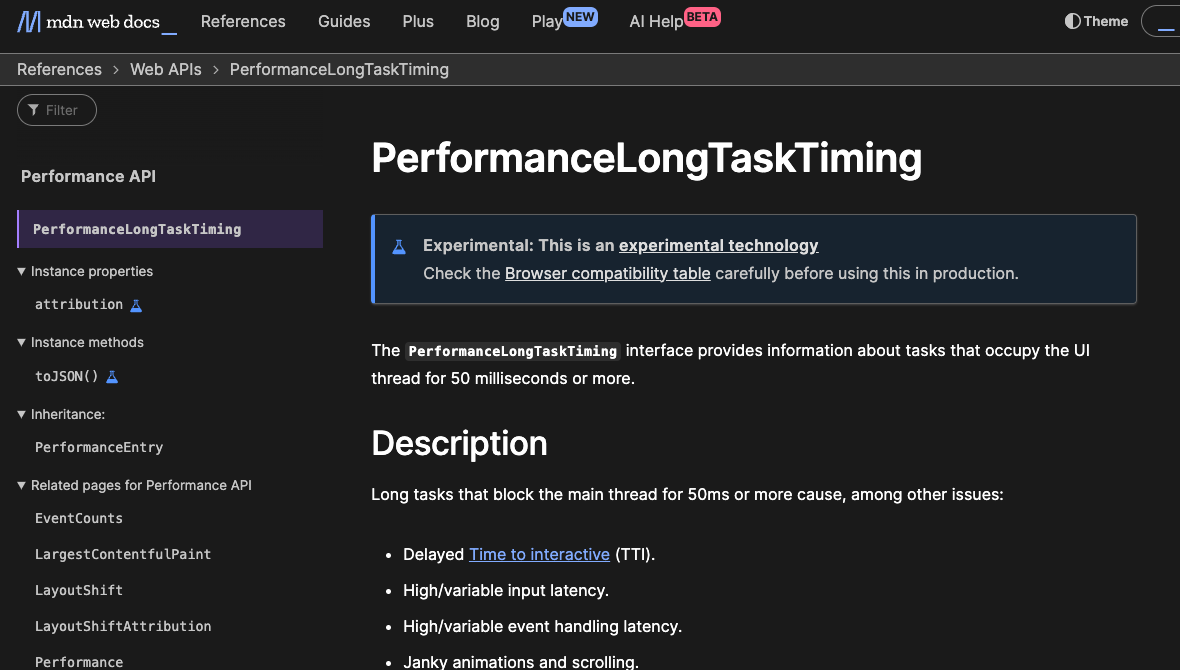 mdn web docs
References
Guides
Plus
Blog
Play NEW
AI Help BETA
Theme
References > Web APIs > PerformanceLongTaskTiming
Filter
Performance API
PerformanceLongTaskTiming
Instance properties
attribution
Instance methods
toJSON()
Inheritance:
PerformanceEntry
Related pages for Performance API
EventCounts
LargestContentfulPaint
LayoutShift
LayoutShiftAttribution
Performance
PerformanceLongTaskTiming
Experimental: This is an experimental technology
Check the Browser compatibility table carefully before using this in production.
The PerformanceLongTaskTiming interface provides information about tasks that occupy the UI
thread for 50 milliseconds or more.
Description
Long tasks that block the main thread for 50ms or more cause, among other issues:
• Delayed Time to interactive (TTI).
• High/variable input latency.
• High/variable event handling latency.
• Janky animations and scrolling.